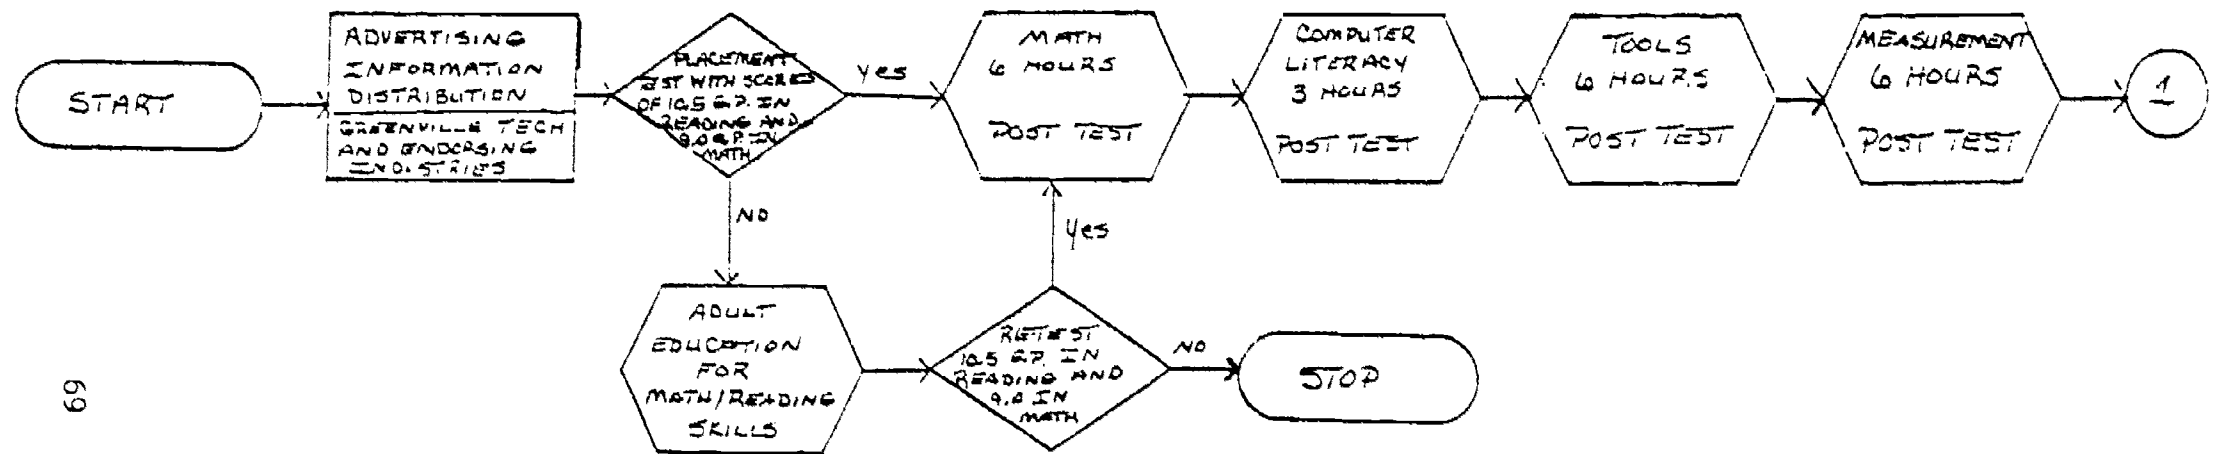 START
ADVERTISING
INFORMATION
DISTRIBUTION
GREENVILLE TECH
AND ENDORSING
INDUSTRIES
PLACEMENT
TEST WITH SCORES
OF 10.5 G.P. IN
READING AND
9.0 G.P. IN
MATH
Yes
NO
MATH
6 HOURS
POST TEST
COMPUTER
LITERACY
3 HOURS
POST TEST
TOOLS
6 HOURS
POST TEST
MEASUREMENT
6 HOURS
POST TEST
1
ADULT
EDUCATION
FOR
MATH/READING
SKILLS
RETEST
10.5 G.P. IN
READING AND
9.0 IN
MATH
Yes
NO
STOP
69